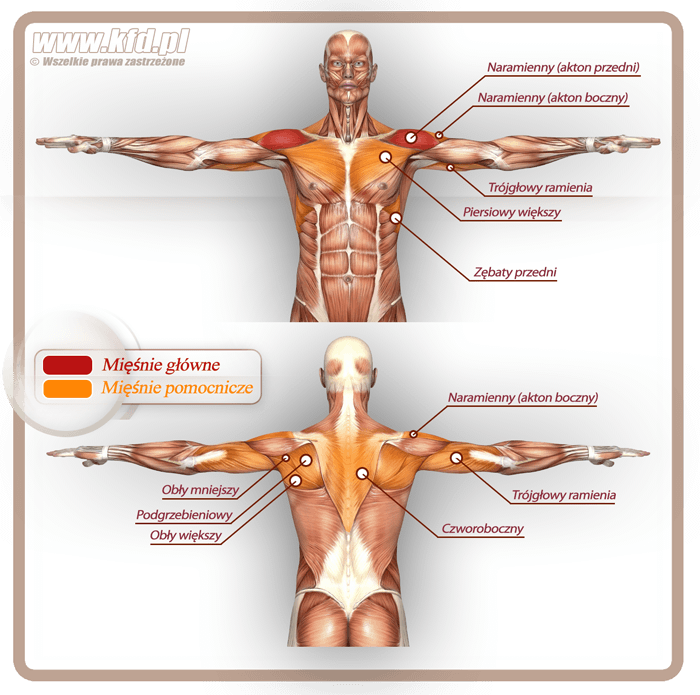 www.kfd.pl
© Wszelkie prawa zastrzeżone
Naramienny (akton przedni)
Naramienny (akton boczny)
Trójgłowy ramienia
Piersiowy większy
Zębaty przedni
Mięśnie główne
Mięśnie pomocnicze
Naramienny (akton boczny)
Obły mniejszy
Podgrzebieniowy
Obły większy
Trójgłowy ramienia
Czworoboczny